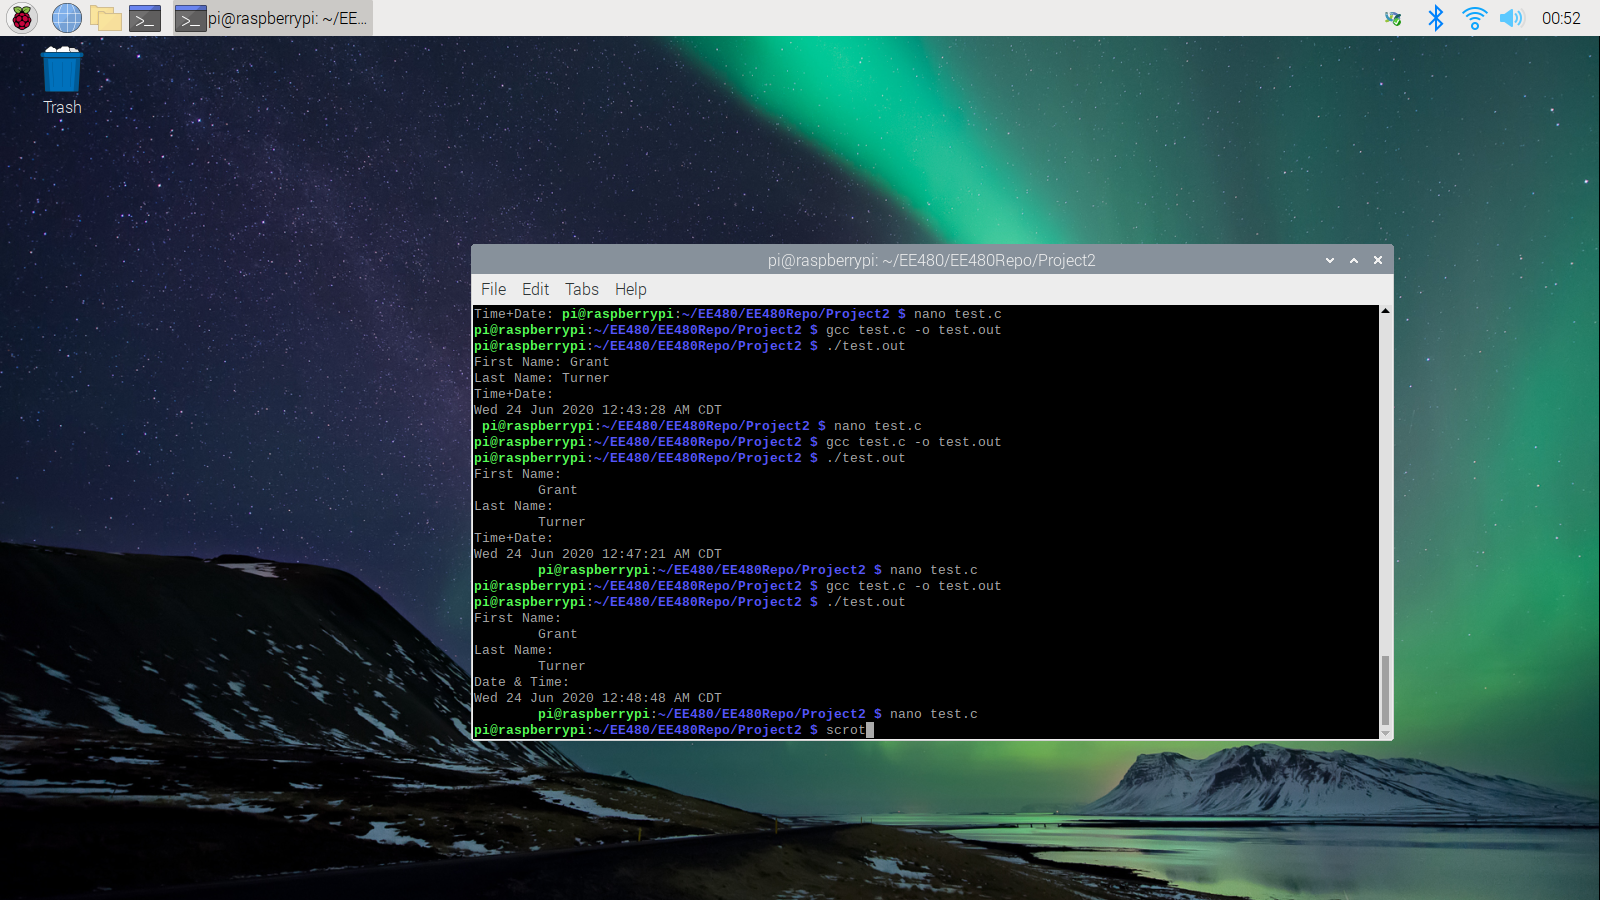 pi@raspberrypi: ~/EE...
00:52
Trash
pi@raspberrypi: ~/EE480/EE480Repo/Project2
File Edit Tabs Help
Time+Date: pi@raspberrypi:~/EE480/EE480Repo/Project2 $ nano test.c
pi@raspberrypi:~/EE480/EE480Repo/Project2 $ gcc test.c -o test.out
pi@raspberrypi:~/EE480/EE480Repo/Project2 $ ./test.out
First Name: Grant
Last Name: Turner
Time+Date:
Wed 24 Jun 2020 12:43:28 AM CDT
pi@raspberrypi:~/EE480/EE480Repo/Project2 $ nano test.c
pi@raspberrypi:~/EE480/EE480Repo/Project2 $ gcc test.c -o test.out
pi@raspberrypi:~/EE480/EE480Repo/Project2 $ ./test.out
First Name:
Grant
Last Name:
Turner
Time+Date:
Wed 24 Jun 2020 12:47:21 AM CDT
pi@raspberrypi:~/EE480/EE480Repo/Project2 $ nano test.c
pi@raspberrypi:~/EE480/EE480Repo/Project2 $ gcc test.c -o test.out
pi@raspberrypi:~/EE480/EE480Repo/Project2 $ ./test.out
First Name:
Grant
Last Name:
Turner
Date & Time:
Wed 24 Jun 2020 12:48:48 AM CDT
pi@raspberrypi:~/EE480/EE480Repo/Project2 $ nano test.c
pi@raspberrypi:~/EE480/EE480Repo/Project2 $ scrot